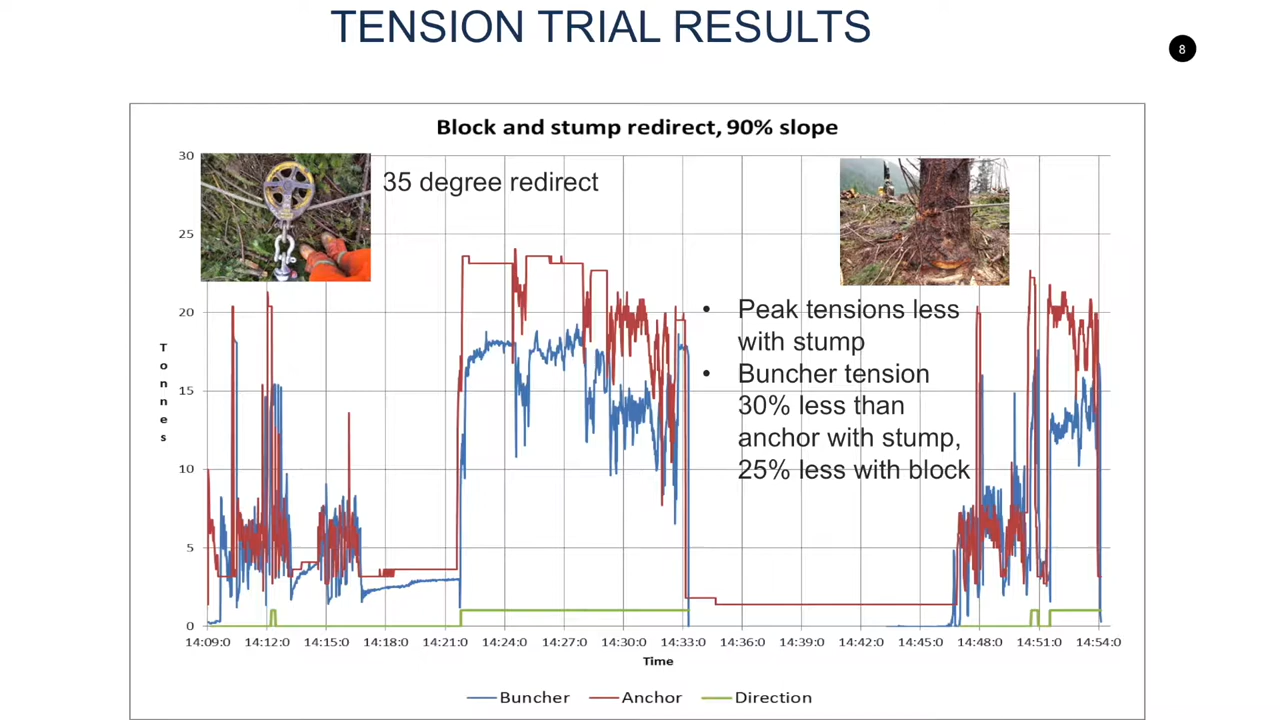 TENSION TRIAL RESULTS
8
Block and stump redirect, 90% slope
35 degree redirect
• Peak tensions less
with stump
• Buncher tension
30% less than
anchor with stump,
25% less with block
Tonnes
30
25
20
15
10
5
0
14:09:0 14:12:0 14:15:0 14:18:0 14:21:0 14:24:0 14:27:0 14:30:0 14:33:0 14:36:0 14:39:0 14:42:0 14:45:0 14:48:0 14:51:0 14:54:0
Time
Buncher Anchor Direction